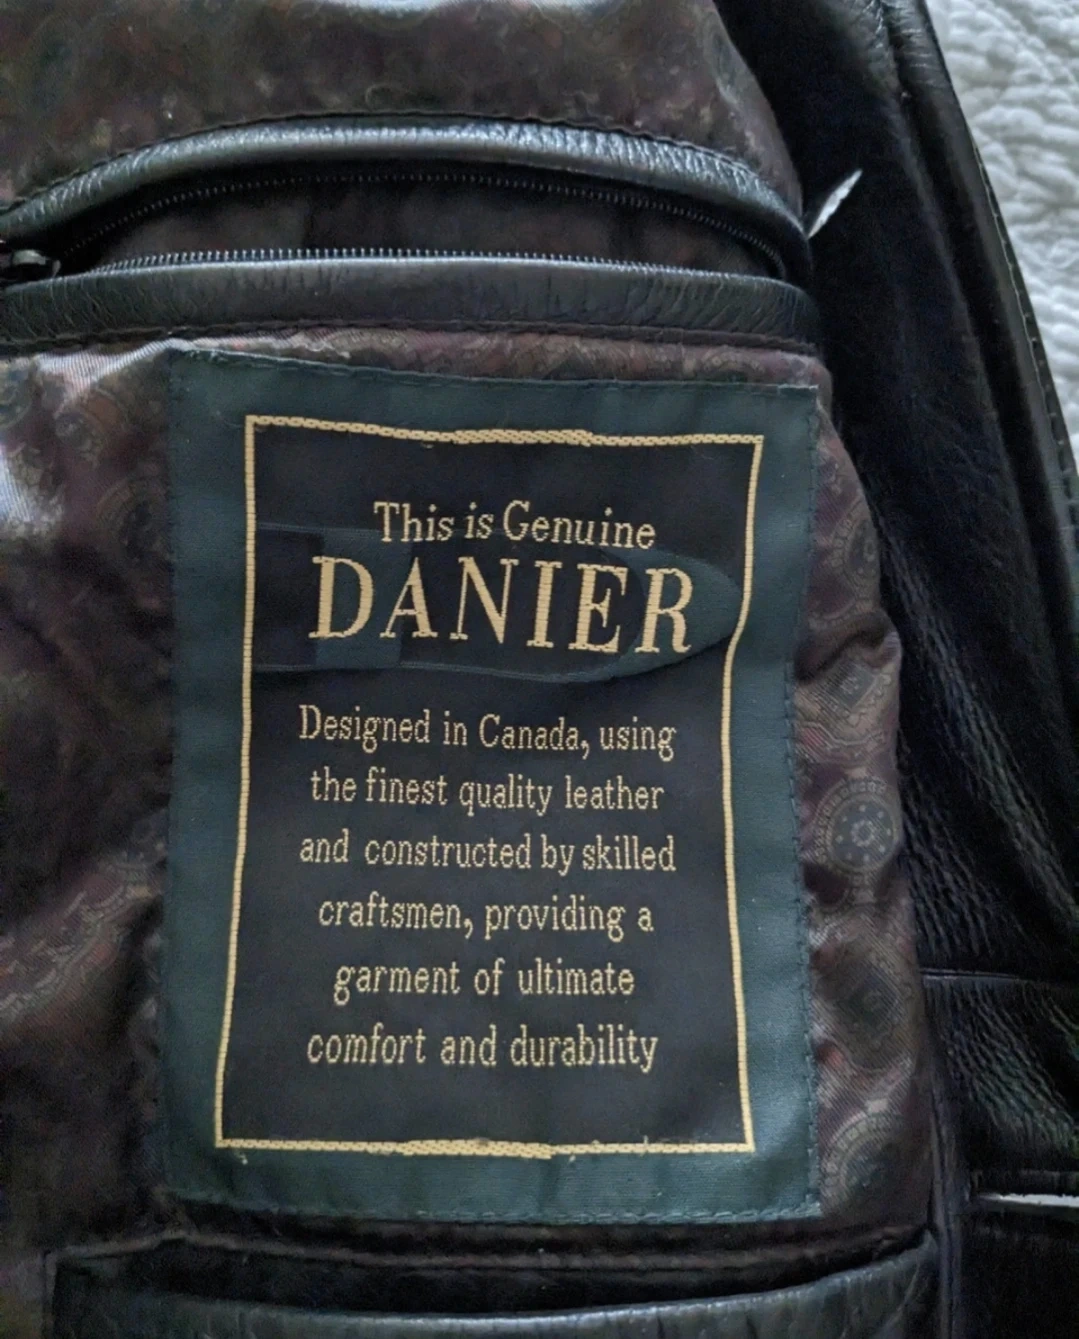 This is Genuine
DANIER
Designed in Canada, using
the finest quality leather
and constructed by skilled
craftsmen, providing a
garment of ultimate
comfort and durability